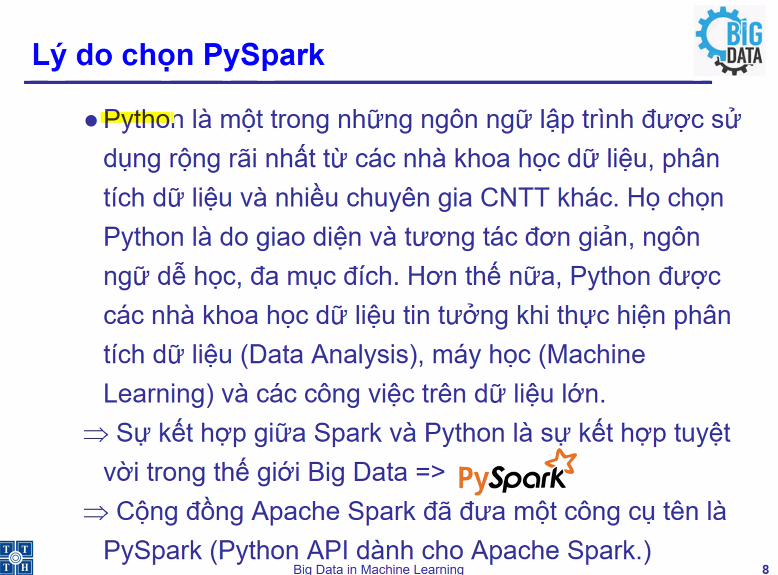 BIG
DATA
Lý do chọn PySpark
● Python là một trong những ngôn ngữ lập trình được sử
dụng rộng rãi nhất từ các nhà khoa học dữ liệu, phân
tích dữ liệu và nhiều chuyên gia CNTT khác. Họ chọn
Python là do giao diện và tương tác đơn giản, ngôn
ngữ dễ học, đa mục đích. Hơn thế nữa, Python được
các nhà khoa học dữ liệu tin tưởng khi thực hiện phân
tích dữ liệu (Data Analysis), máy học (Machine
Learning) và các công việc trên dữ liệu lớn.
⇒ Sự kết hợp giữa Spark và Python là sự kết hợp tuyệt
vời trong thế giới Big Data => PySpark
⇒ Cộng đồng Apache Spark đã đưa một công cụ tên là
PySpark (Python API dành cho Apache Spark.)
T T
T H
Big Data in Machine Learning
8